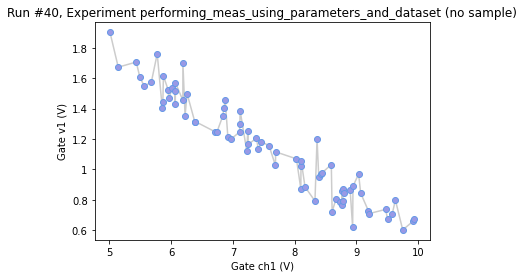 Run #40, Experiment performing_meas_using_parameters_and_dataset (no sample)
Gate v1 (V)
1.8
1.6
1.4
1.2
1
0.8
0.6
5 6 7 8 9 10
Gate ch1 (V)